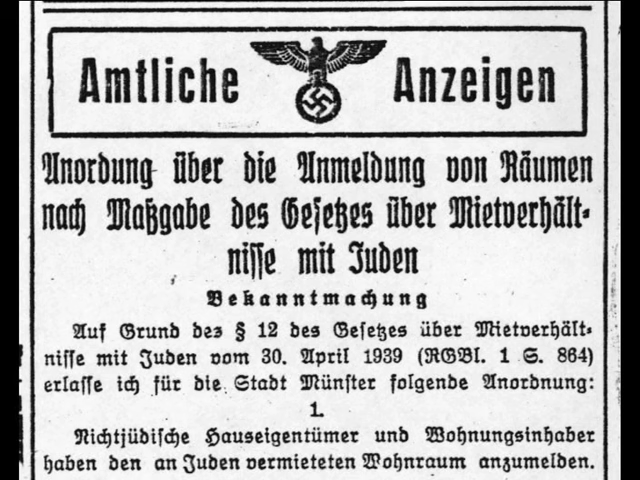 Amtliche Anzeigen
Anordung über die Anmeldung von Räumen
nach Maßgabe des Gesetzes über Mietverhält-
nisse mit Juden
Bekanntmachung
Auf Grund des § 12 des Gesetzes über Mietverhält-
nisse mit Juden vom 30. April 1939 (RGBl. 1 S. 864)
erlasse ich für die Stadt Münster folgende Anordnung:
1.
Nichtjüdische Hauseigentümer und Wohnungsinhaber
haben den an Juden vermieteten Wohnraum anzumelden.